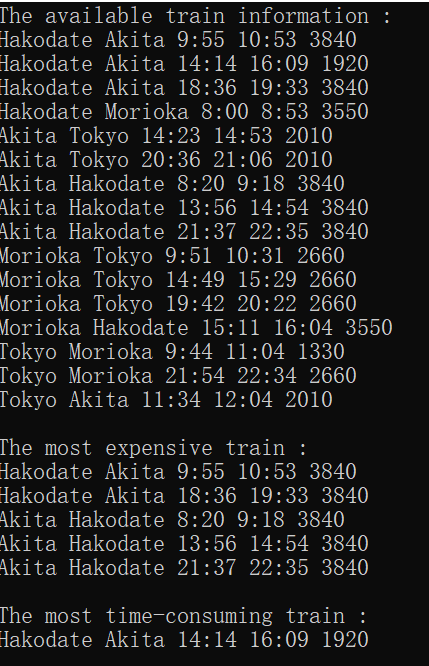 The available train information :
Hakodate Akita 9:55 10:53 3840
Hakodate Akita 14:14 16:09 1920
Hakodate Akita 18:36 19:33 3840
Hakodate Morioka 8:00 8:53 3550
Akita Tokyo 14:23 14:53 2010
Akita Tokyo 20:36 21:06 2010
Akita Hakodate 8:20 9:18 3840
Akita Hakodate 13:56 14:54 3840
Akita Hakodate 21:37 22:35 3840
Morioka Tokyo 9:51 10:31 2660
Morioka Tokyo 14:49 15:29 2660
Morioka Tokyo 19:42 20:22 2660
Morioka Hakodate 15:11 16:04 3550
Tokyo Morioka 9:44 11:04 1330
Tokyo Morioka 21:54 22:34 2660
Tokyo Akita 11:34 12:04 2010
The most expensive train :
Hakodate Akita 9:55 10:53 3840
Hakodate Akita 18:36 19:33 3840
Akita Hakodate 8:20 9:18 3840
Akita Hakodate 13:56 14:54 3840
Akita Hakodate 21:37 22:35 3840
The most time-consuming train :
Hakodate Akita 14:14 16:09 1920